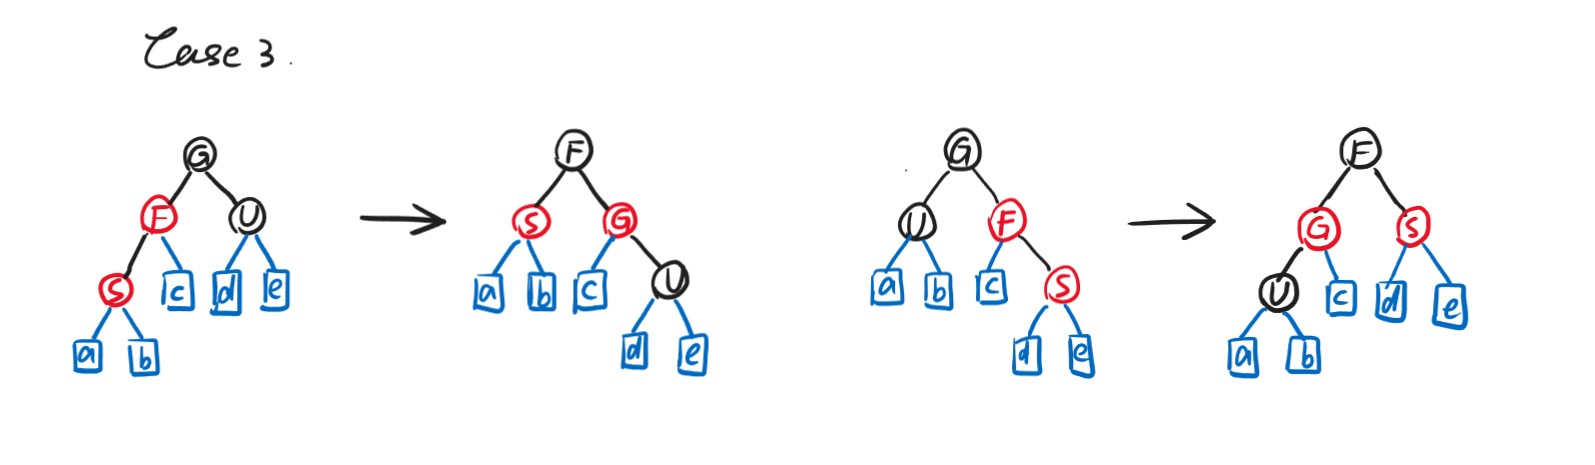 Case 3.
G F G F
F U S G U F G S
S c d e a b c U a b c S U c d e
a b d e d e a b